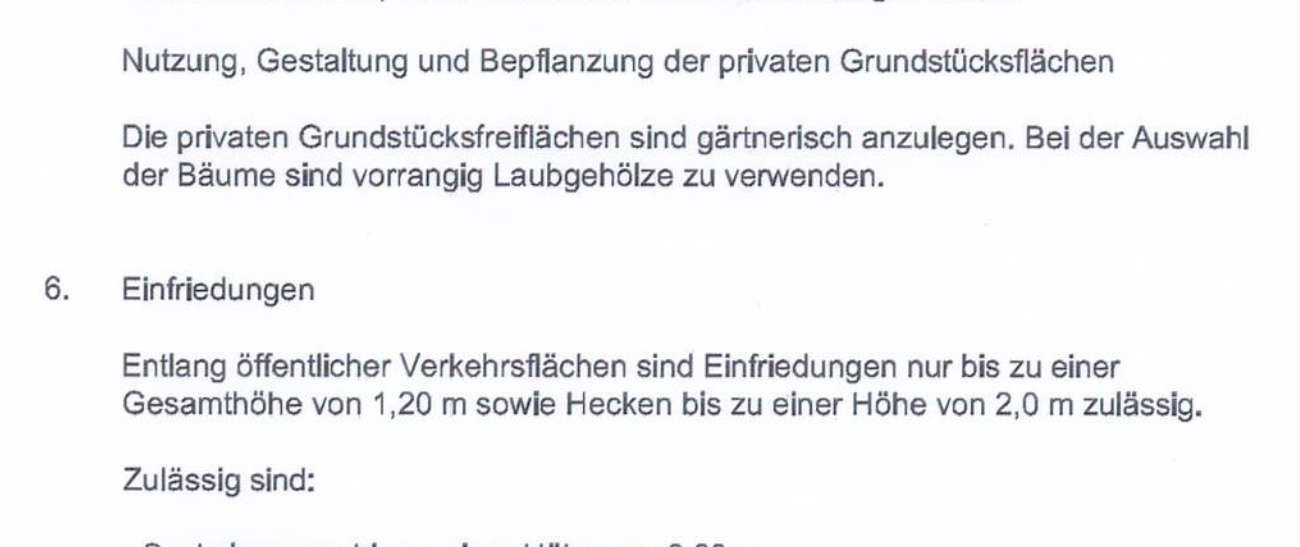 Nutzung, Gestaltung und Bepflanzung der privaten Grundstücksflächen
Die privaten Grundstücksfreiflächen sind gärtnerisch anzulegen. Bei der Auswahl
der Bäume sind vorrangig Laubgehölze zu verwenden.
6. Einfriedungen
Entlang öffentlicher Verkehrsflächen sind Einfriedungen nur bis zu einer
Gesamthöhe von 1,20 m sowie Hecken bis zu einer Höhe von 2,0 m zulässig.
Zulässig sind: